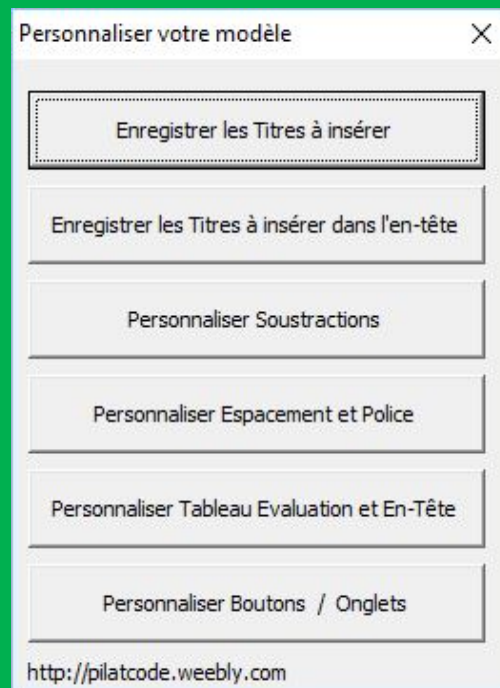 Personnaliser votre modèle
Enregistrer les Titres à insérer
Enregistrer les Titres à insérer dans l'en-tête
Personnaliser Soustractions
Personnaliser Espacement et Police
Personnaliser Tableau Evaluation et En-Tête
Personnaliser Boutons / Onglets
http://pilatcode.weebly.com